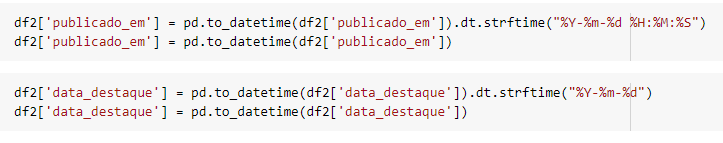 df2['publicado_em'] = pd.to_datetime(df2['publicado_em']).dt.strftime("%Y-%m-%d %H:%M:%S")
df2['publicado_em'] = pd.to_datetime(df2['publicado_em'])
df2['data_destaque'] = pd.to_datetime(df2['data_destaque']).dt.strftime("%Y-%m-%d")
df2['data_destaque'] = pd.to_datetime(df2['data_destaque'])